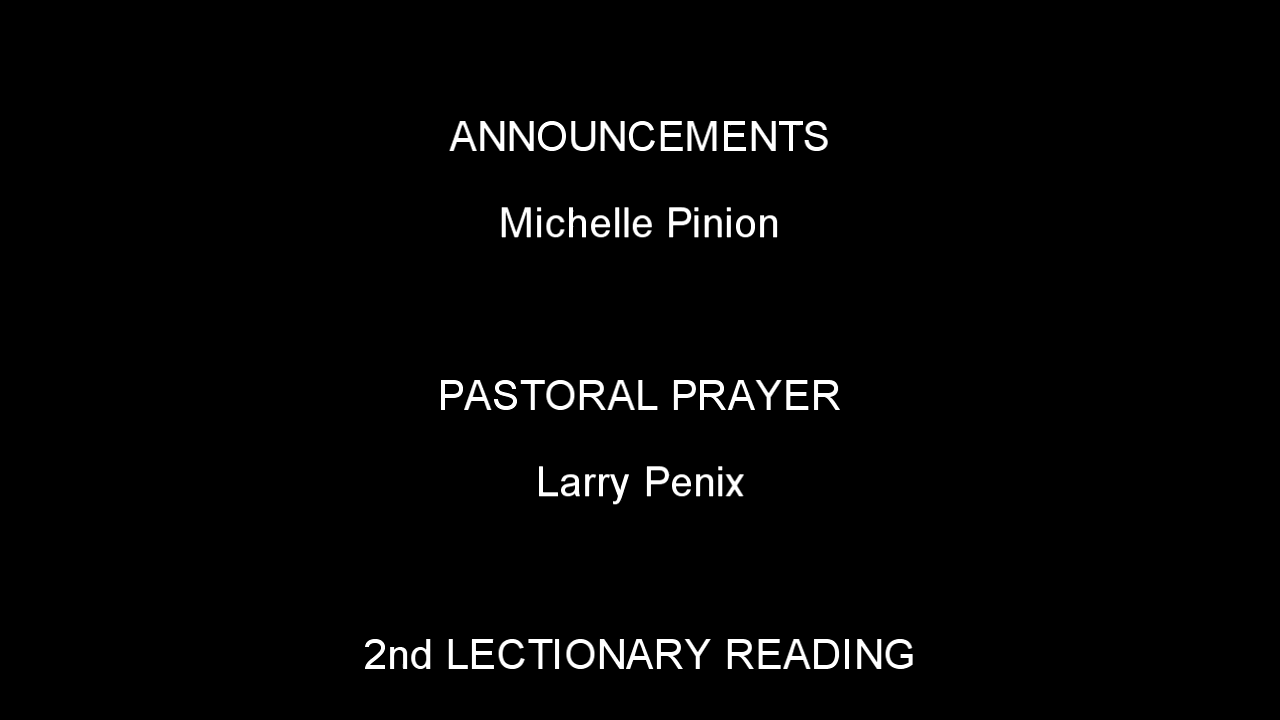 ANNOUNCEMENTS
Michelle Pinion
PASTORAL PRAYER
Larry Penix
2nd LECTIONARY READING